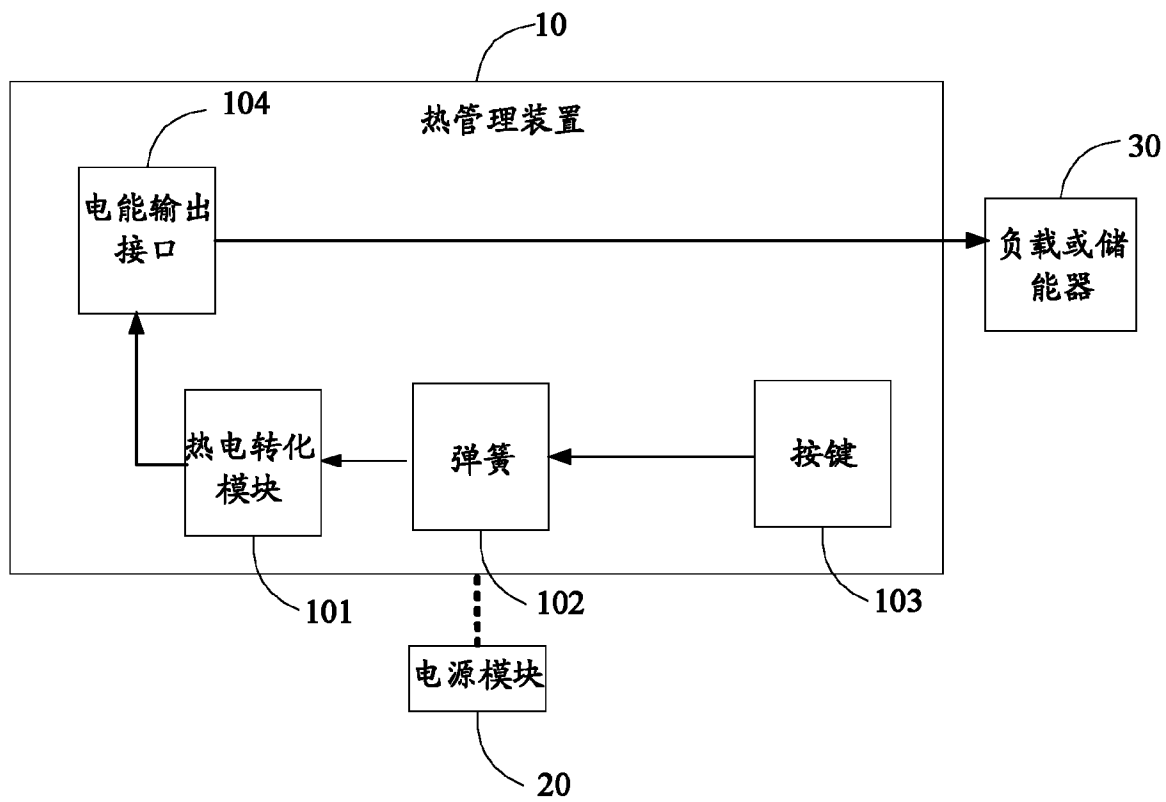 10
104
热管理装置
30
电能输出
接口
负载或储
能器
热电转化
模块
弹簧
按键
101
102
103
电源模块
20